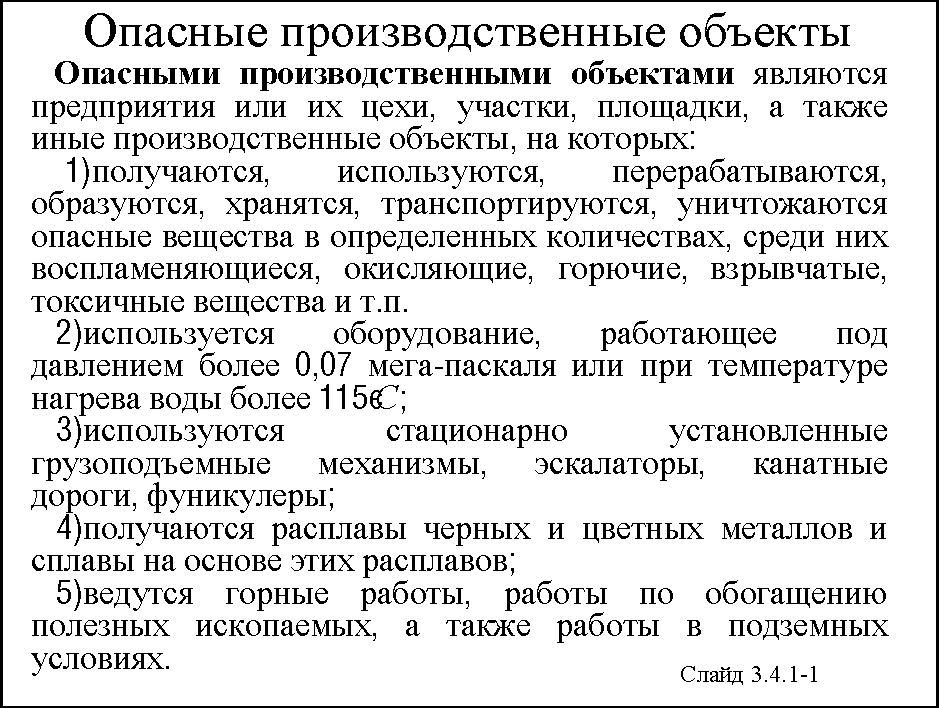 Опасные производственные объекты
Опасными производственными объектами являются
предприятия или их цехи, участки, площадки, а также
иные производственные объекты, на которых:
1)получаются, используются, перерабатываются,
образуются, хранятся, транспортируются, уничтожаются
опасные вещества в определенных количествах, среди них
воспламеняющиеся, окисляющие, горючие, взрывчатые,
токсичные вещества и т.п.
2)используется оборудование, работающее под
давлением более 0,07 мега-паскаля или при температуре
нагрева воды более 115єC;
3)используются стационарно установленные
грузоподъемные механизмы, эскалаторы, канатные
дороги, фуникулеры;
4)получаются расплавы черных и цветных металлов и
сплавы на основе этих расплавов;
5)ведутся горные работы, работы по обогащению
полезных ископаемых, а также работы в подземных
условиях.
Слайд 3.4.1-1